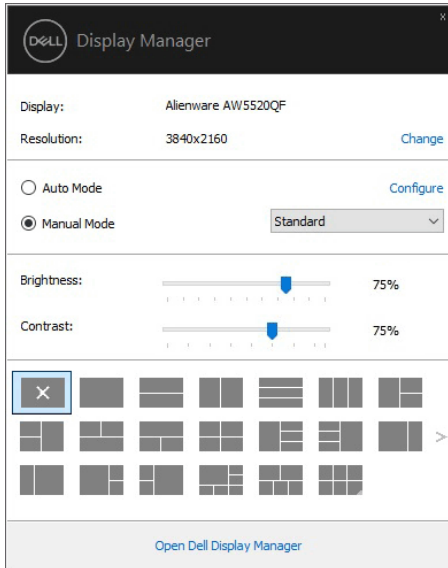 x
DELL Display Manager
Display: Alienware AW5520QF
Resolution: 3840x2160 Change
Auto Mode Configure
Manual Mode Standard
Brightness: 75%
Contrast: 75%
Open Dell Display Manager